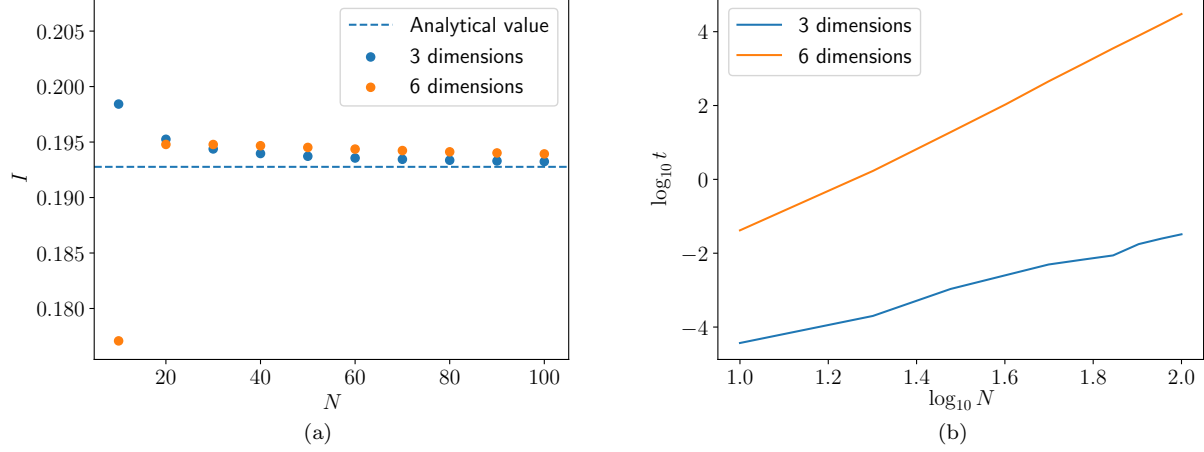 0.205
0.200
0.195
0.190
0.185
0.180
I
20
40
60
80
100
N
Analytical value
3 dimensions
6 dimensions
(a)
4
2
0
−2
−4
log₁₀ t
1.0
1.2
1.4
1.6
1.8
2.0
log₁₀ N
3 dimensions
6 dimensions
(b)